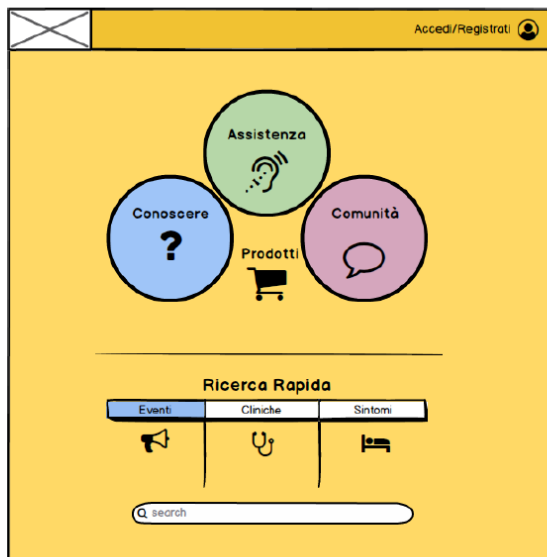 Accedi/Registrati
Assistenza
Conoscere
Comunità
?
Prodotti
Ricerca Rapida
Eventi
Cliniche
Sintomi
search